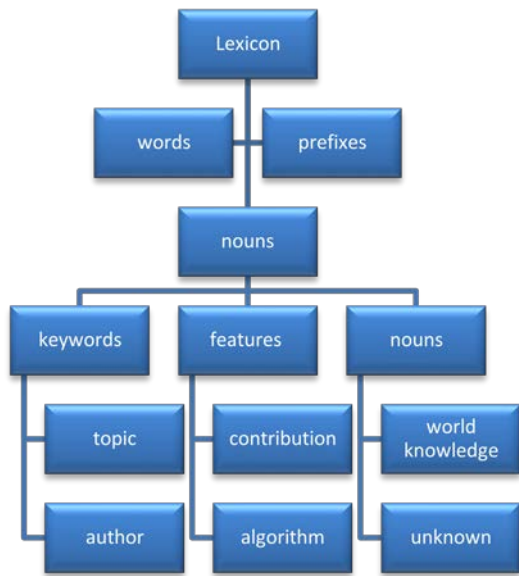 Lexicon
words
prefixes
nouns
keywords
features
nouns
topic
contribution
world
knowledge
author
algorithm
unknown